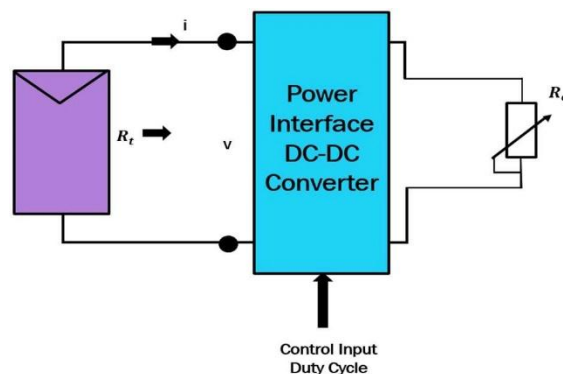 i
R_t
v
Power
Interface
DC-DC
Converter
Control Input
Duty Cycle